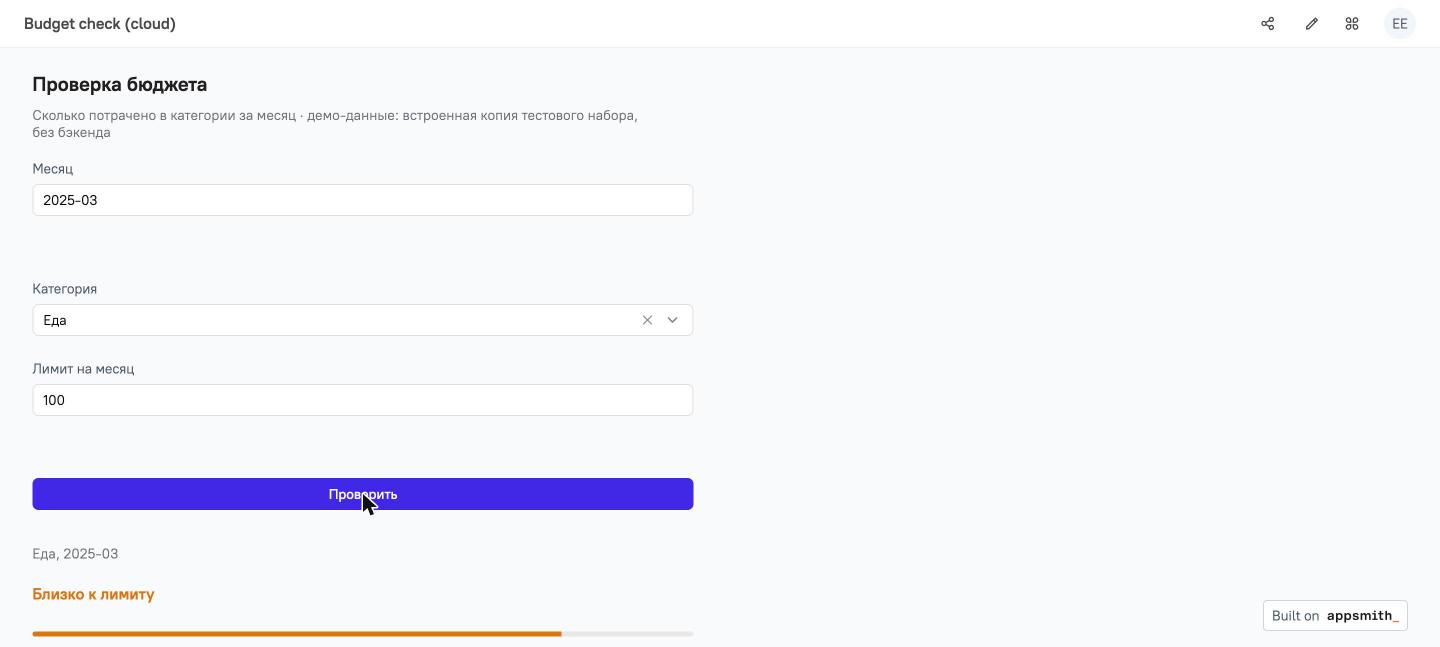 Budget check (cloud)
EE
Проверка бюджета
Сколько потрачено в категории за месяц · демо-данные: встроенная копия тестового набора,
без бэкенда
Месяц
2025-03
Категория
Еда
Лимит на месяц
100
Проверить
Еда, 2025-03
Близко к лимиту
Built on appsmith_